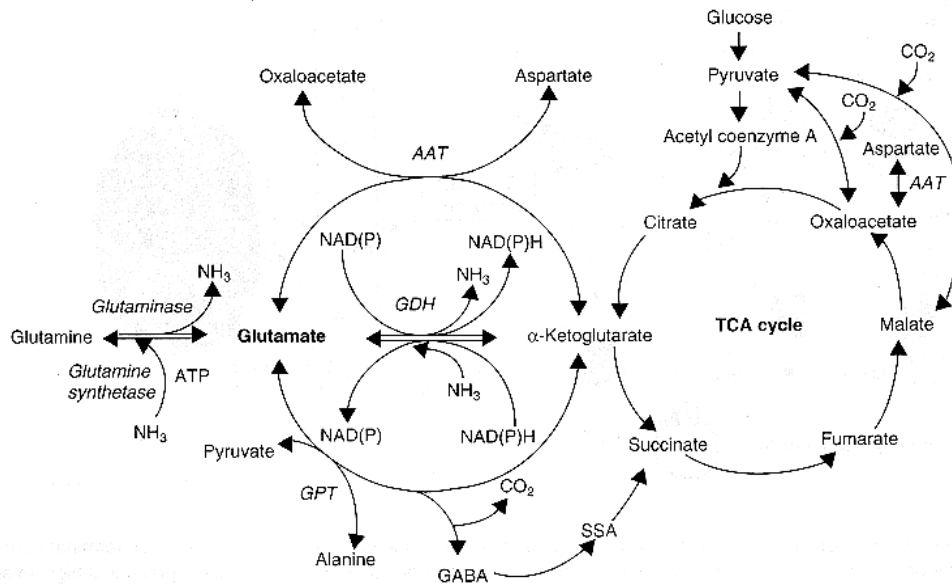 Glucose
CO₂
Oxaloacetate
Aspartate
Pyruvate
CO₂
Acetyl coenzyme A
Aspartate
AAT
AAT
Citrate
Oxaloacetate
NAD(P)
NAD(P)H
NH₃
NH₃
Glutaminase
GDH
Glutamine
Glutamate
α-Ketoglutarate
TCA cycle
Malate
Glutamine
synthetase
ATP
NH₃
NH₃
NAD(P)
NAD(P)H
Pyruvate
Succinate
Fumarate
GPT
CO₂
SSA
Alanine
GABA